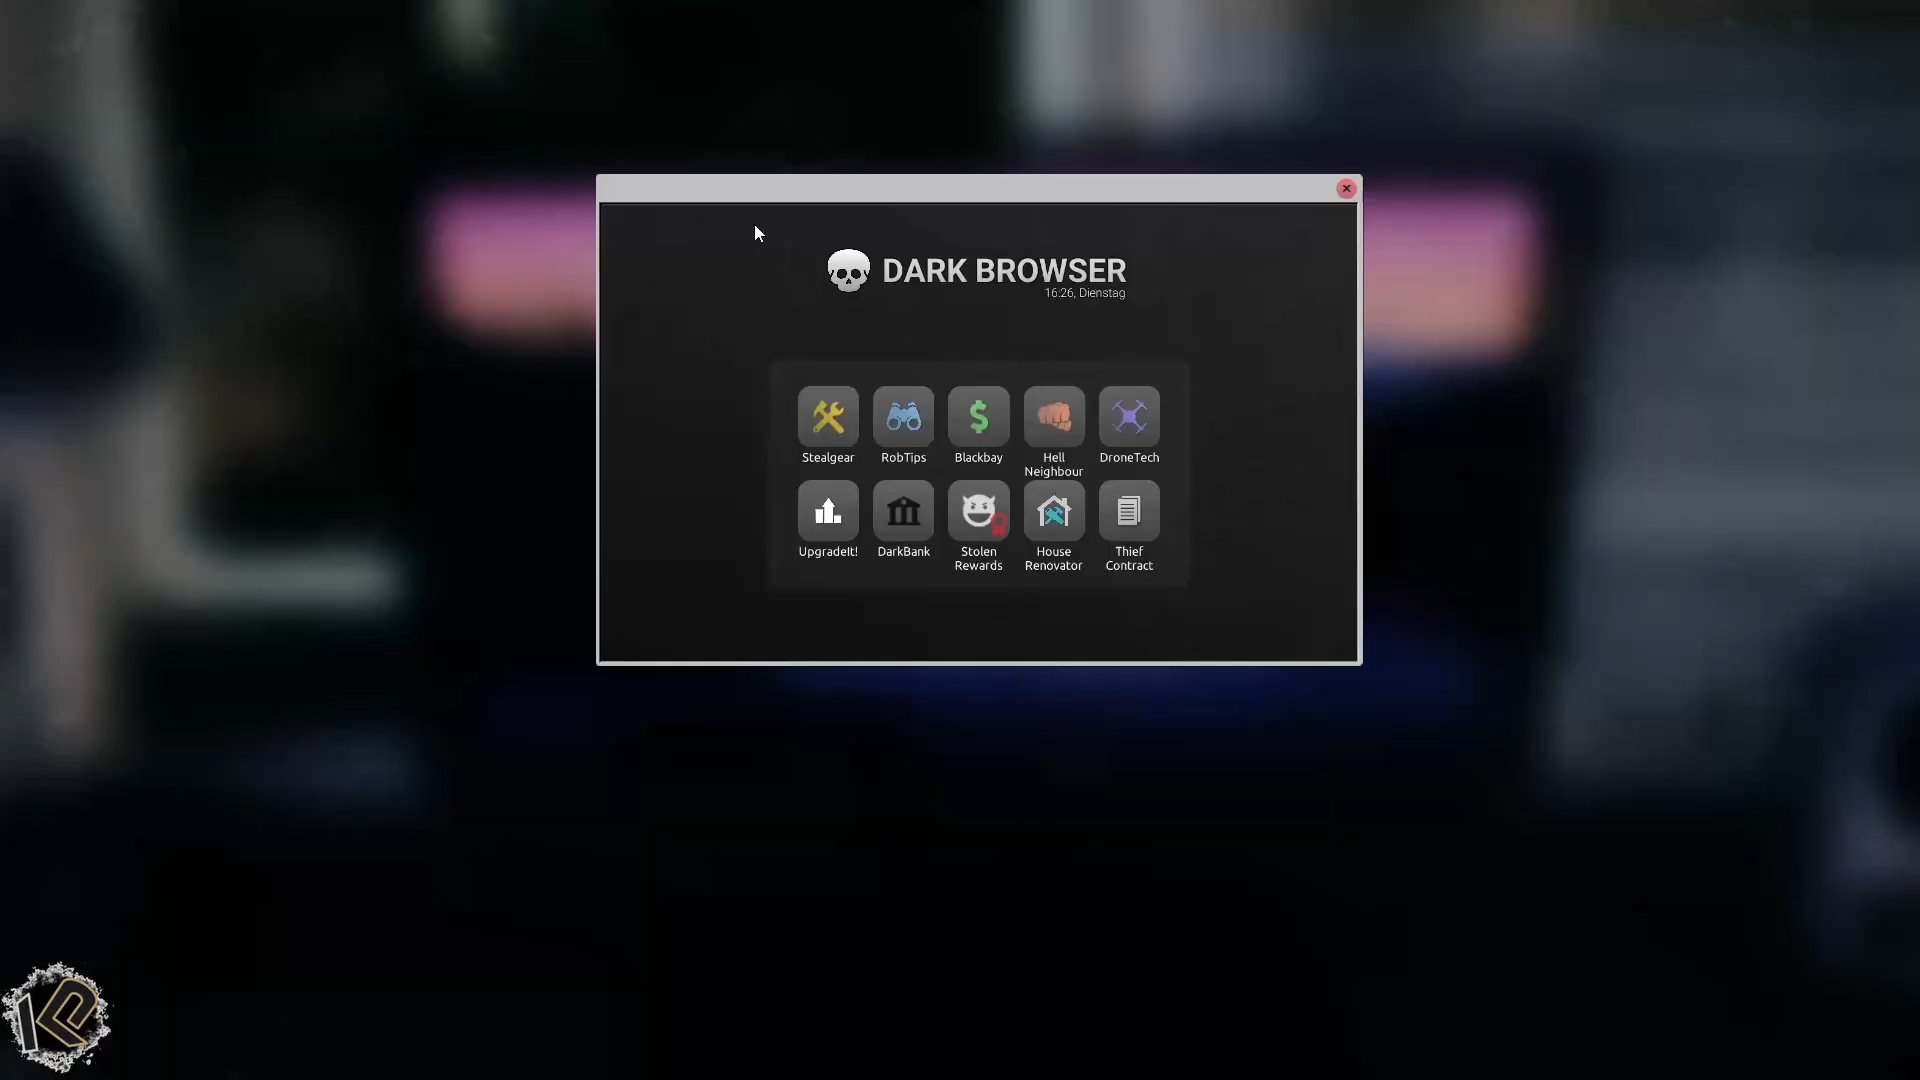 DARK BROWSER
16:26, Dienstag
Stealgear
RobTips
Blackbay
Hell
Neighbour
DroneTech
UpgradeIt!
DarkBank
Stolen
Rewards
House
Renovator
Thief
Contract